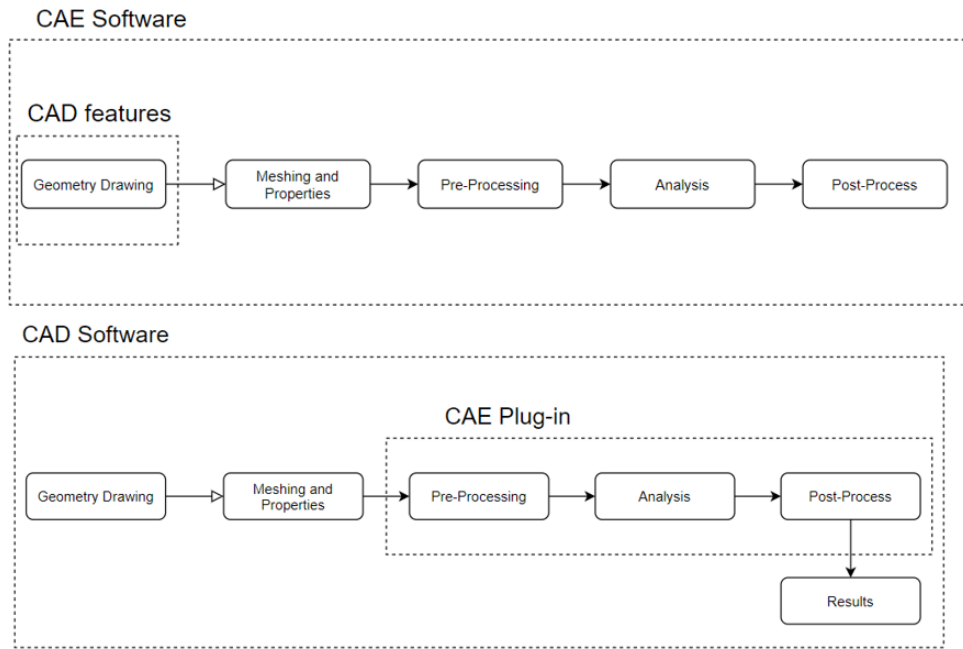 CAE Software
CAD features
Geometry Drawing
Meshing and
Properties
Pre-Processing
Analysis
Post-Process
CAD Software
CAE Plug-in
Geometry Drawing
Meshing and
Properties
Pre-Processing
Analysis
Post-Process
Results